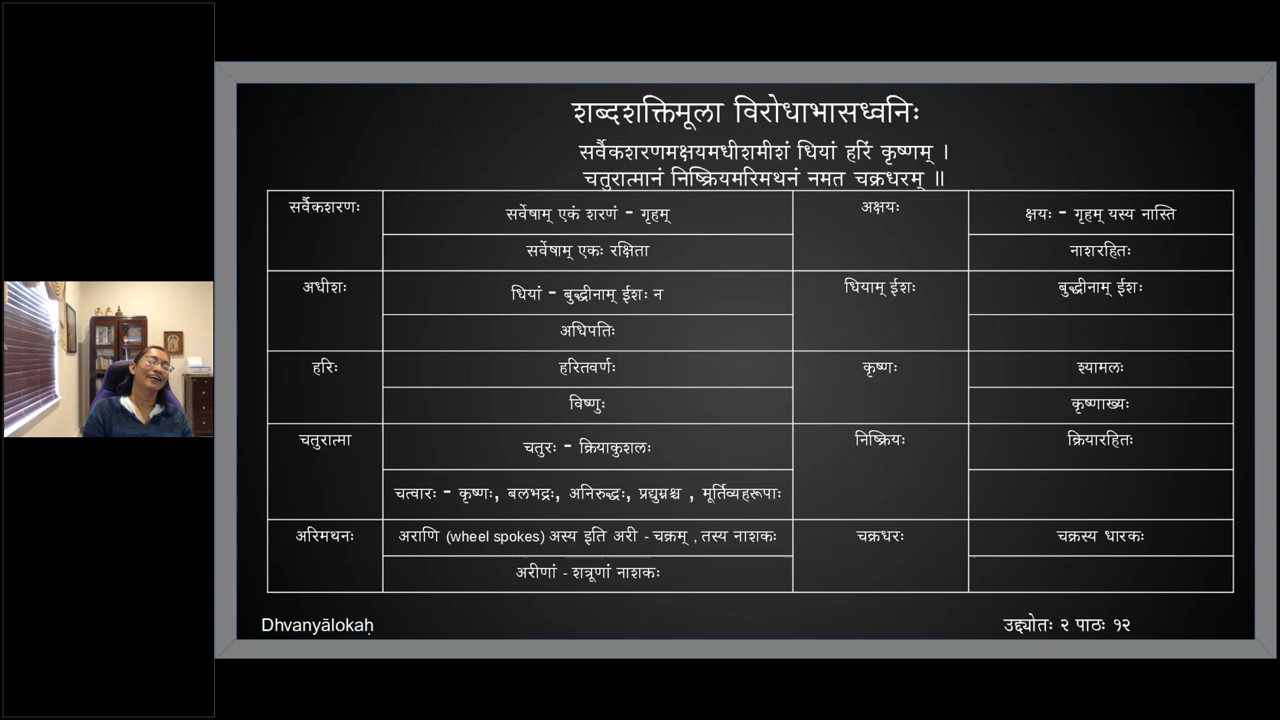 शब्दशक्तिमूला विरोधाभासध्वनिः
सर्वैकशरणमक्षयमधीशमीशं धियां हरिं कृष्णम् ।
चतुरात्मानं निष्क्रियमरिमथनं नमत चक्रधरम् ॥
सर्वैकशरणः
सर्वेषाम् एकं शरणं - गृहम्
अक्षयः
क्षयः - गृहम् यस्य नास्ति
सर्वेषाम् एकः रक्षिता
नाशरहितः
अधीशः
धियां - बुद्धीनाम् ईशः न
धियाम् ईशः
बुद्धीनाम् ईशः
अधिपतिः
हरिः
हरितवर्णः
कृष्णः
श्यामलः
विष्णुः
कृष्णाख्यः
चतुरात्मा
चतुरः - क्रियाकुशलः
निष्क्रियः
क्रियारहितः
चत्वारः - कृष्णः, बलभद्रः, अनिरुद्धः, प्रद्युम्नश्च , मूर्तिव्यहरूपाः
अरिमथनः
अराणि (wheel spokes) अस्य इति अरी - चक्रम् , तस्य नाशकः
चक्रधरः
चक्रस्य धारकः
अरीणां - शत्रूणां नाशकः
Dhvanyālokaḥ
उद्द्योतः २ पाठः १२